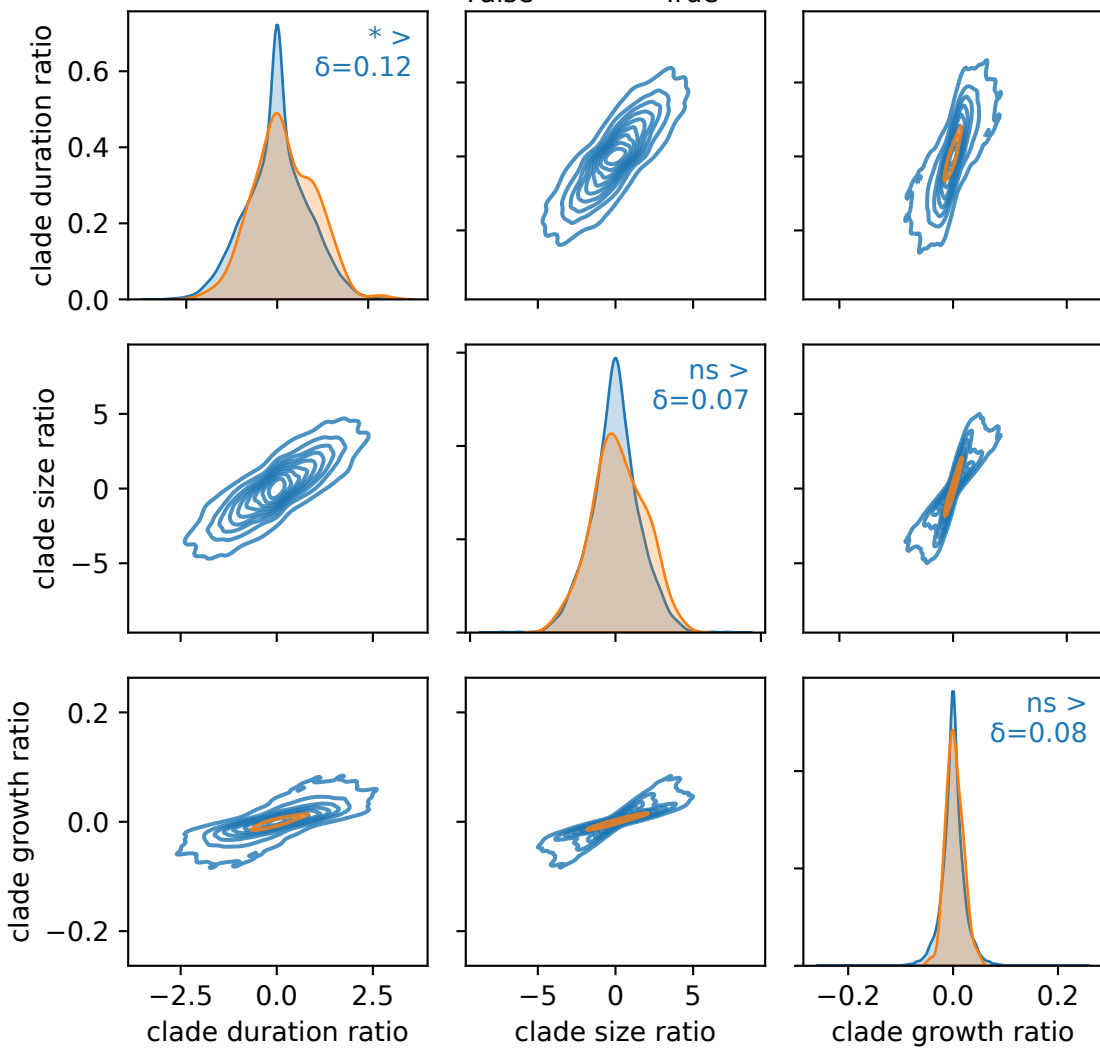 clade duration ratio
0.6
0.4
0.2
0.0
* >
δ=0.12
clade size ratio
5
0
−5
ns >
δ=0.07
clade growth ratio
0.2
0.0
−0.2
ns >
δ=0.08
−2.5 0.0 2.5
−5 0 5
−0.2 0.0 0.2
clade duration ratio
clade size ratio
clade growth ratio